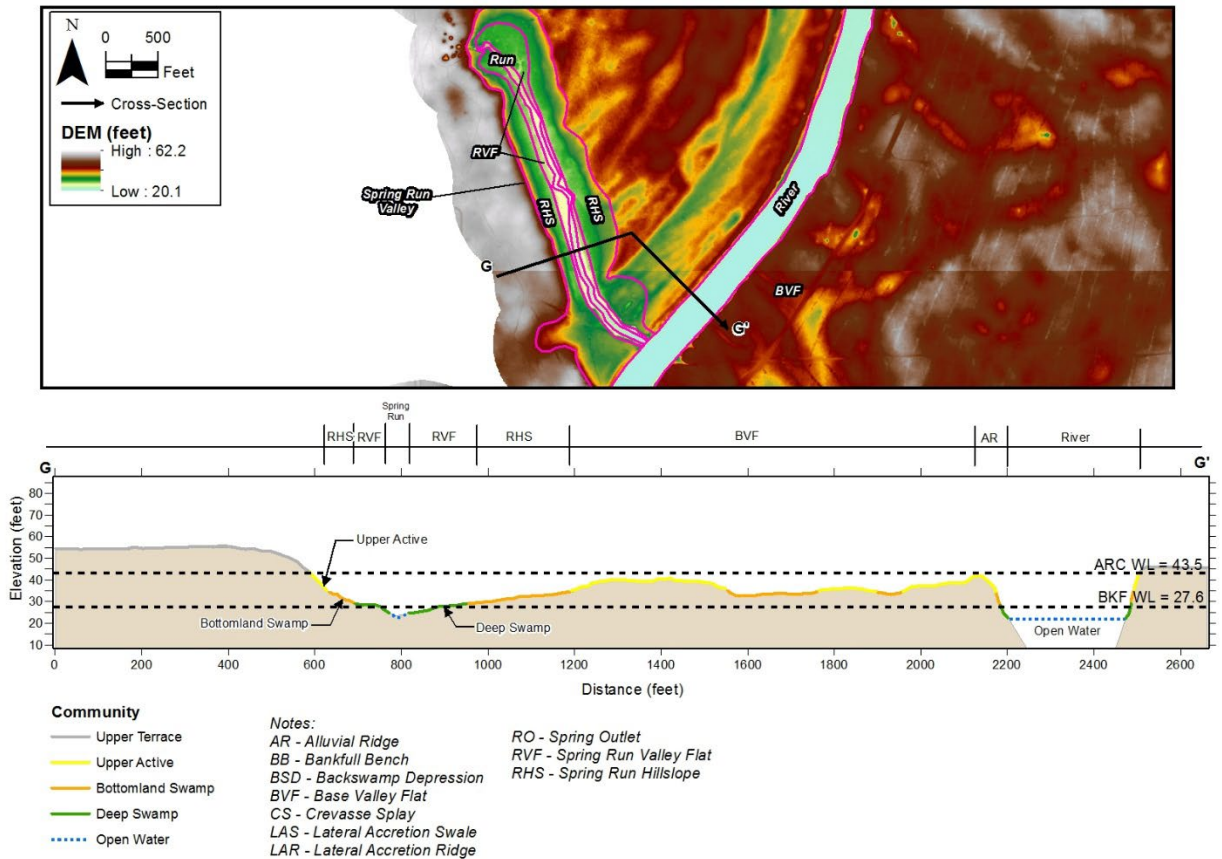 N
0 500
Feet
Cross-Section
DEM (feet)
High : 62.2
Low : 20.1
Run
RVF
Spring Run
Valley
RHS
RHS
River
BVF
G
G'
Spring
Run
RHS RVF RVF RHS BVF AR River
G G'
Elevation (feet)
80
70
60
50
40
30
20
10
Upper Active
Bottomland Swamp
Deep Swamp
ARC WL = 43.5
BKF WL = 27.6
Open Water
0 200 400 600 800 1000 1200 1400 1600 1800 2000 2200 2400 2600
Distance (feet)
Community
Upper Terrace
Upper Active
Bottomland Swamp
Deep Swamp
Open Water
Notes:
AR - Alluvial Ridge
BB - Bankfull Bench
BSD - Backswamp Depression
BVF - Base Valley Flat
CS - Crevasse Splay
LAS - Lateral Accretion Swale
LAR - Lateral Accretion Ridge
RO - Spring Outlet
RVF - Spring Run Valley Flat
RHS - Spring Run Hillslope